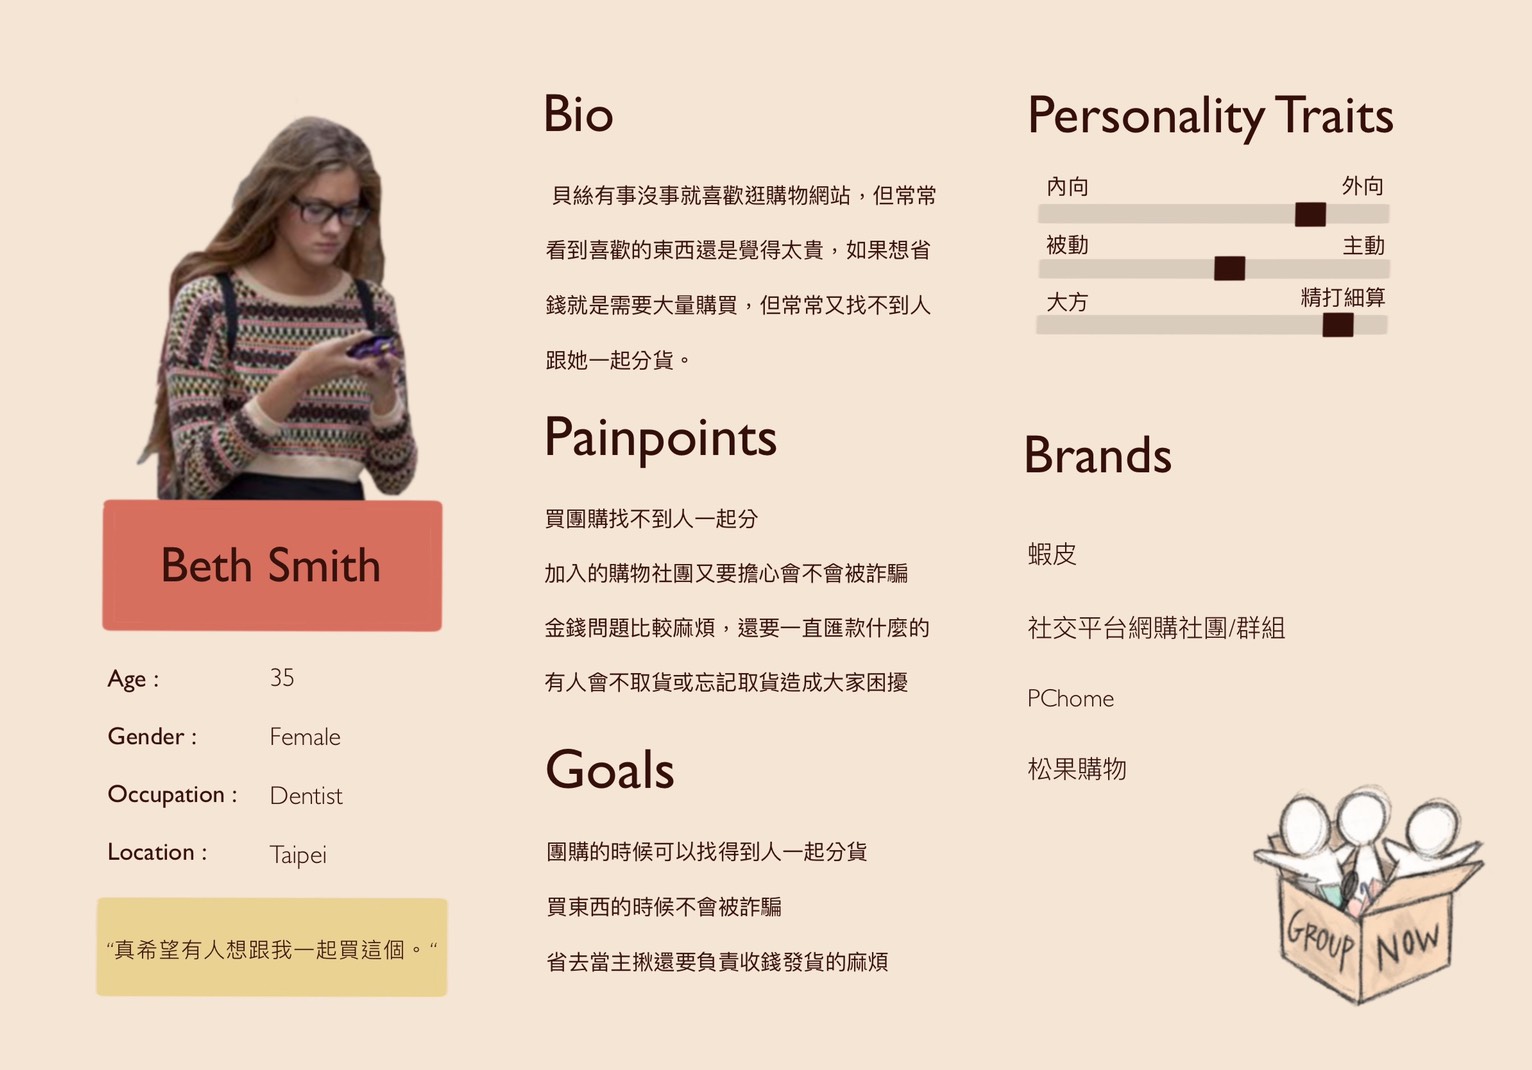 Beth Smith
Age : 35
Gender : Female
Occupation : Dentist
Location : Taipei
“真希望有人想跟我一起買這個。“
Bio
貝絲有事沒事就喜歡逛購物網站，但常常
看到喜歡的東西還是覺得太貴，如果想省
錢就是需要大量購買，但常常又找不到人
跟她一起分貨。
Painpoints
買團購找不到人一起分
加入的購物社團又要擔心會不會被詐騙
金錢問題比較麻煩，還要一直匯款什麼的
有人會不取貨或忘記取貨造成大家困擾
Goals
團購的時候可以找得到人一起分貨
買東西的時候不會被詐騙
省去當主揪還要負責收錢發貨的麻煩
Personality Traits
內向 外向
被動 主動
大方 精打細算
Brands
蝦皮
社交平台網購社團/群組
PChome
松果購物
GROUP NOW